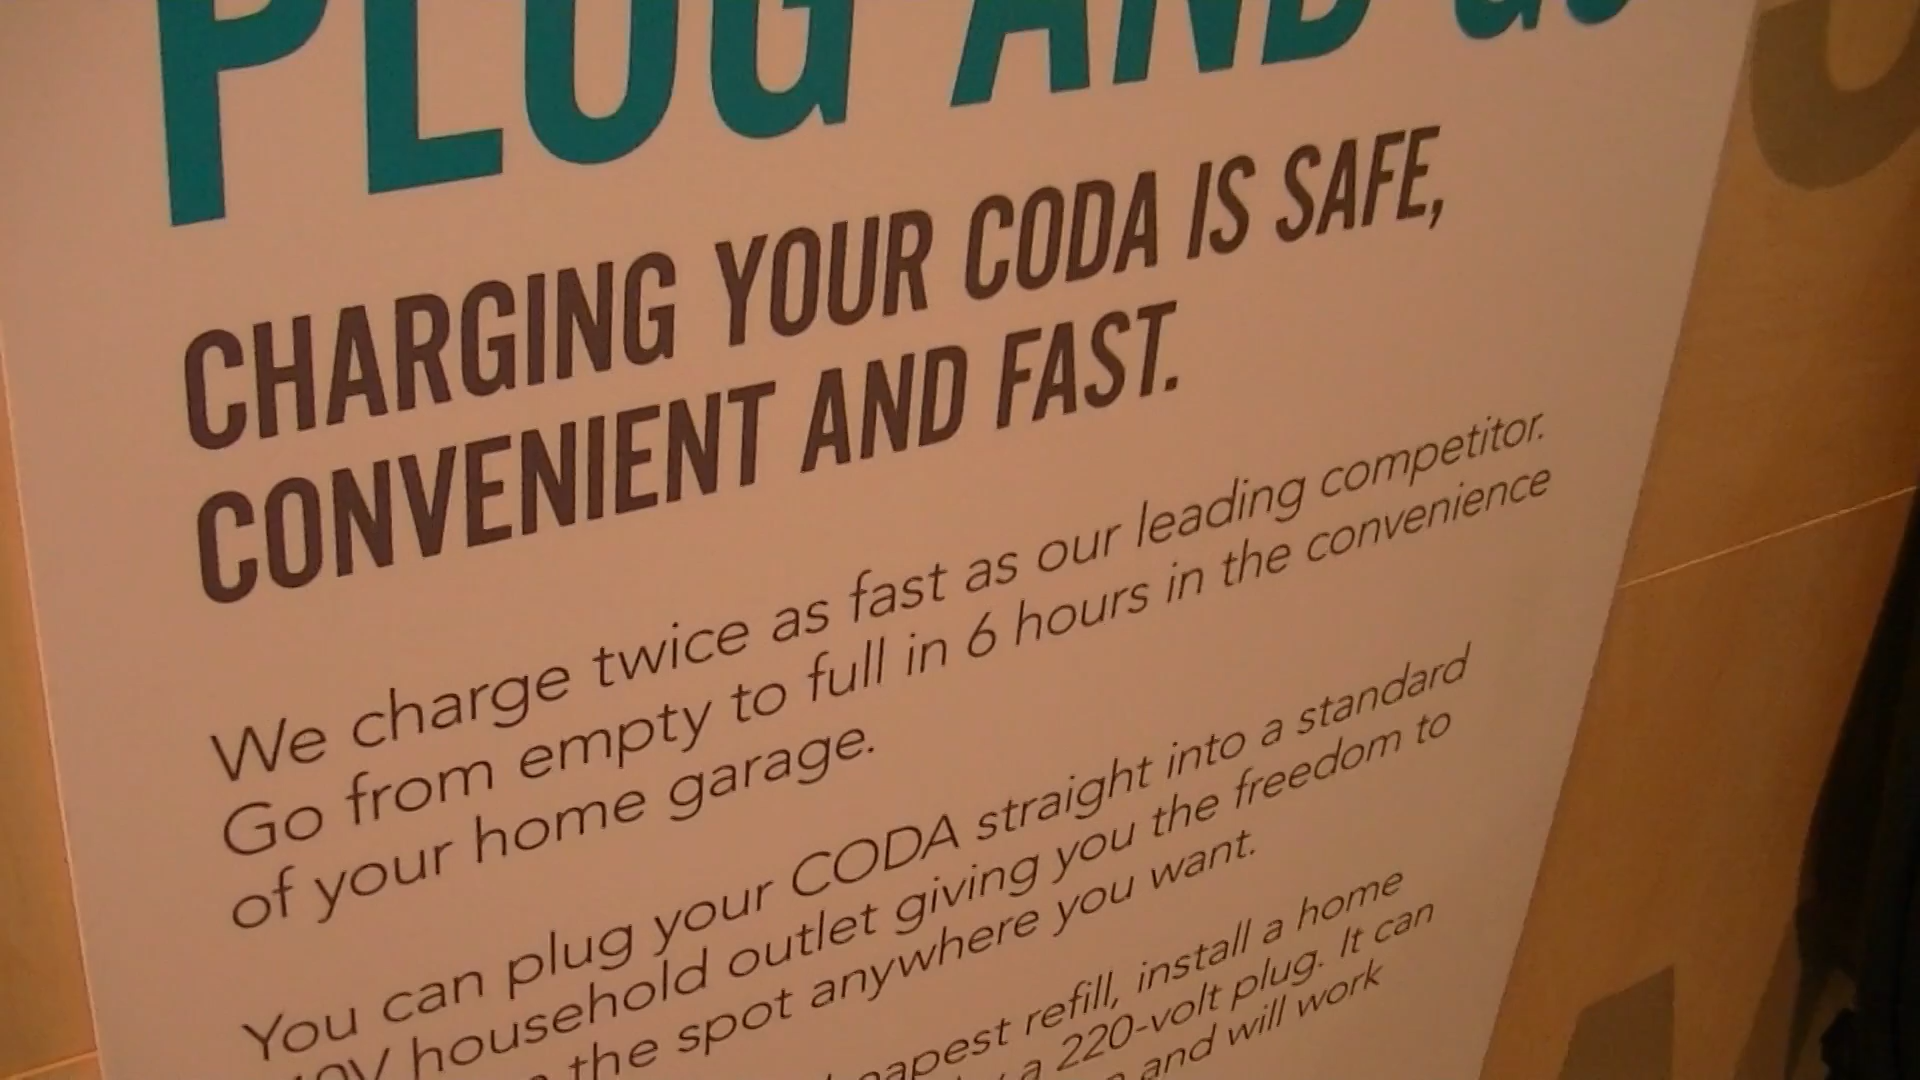 PLUG AND GO
CHARGING YOUR CODA IS SAFE,
CONVENIENT AND FAST.
We charge twice as fast as our leading competitor.
Go from empty to full in 6 hours in the convenience
of your home garage.
You can plug your CODA straight into a standard
household outlet giving you the freedom to
the spot anywhere you want.
refill, install a home
a 220-volt plug. It can
and will work